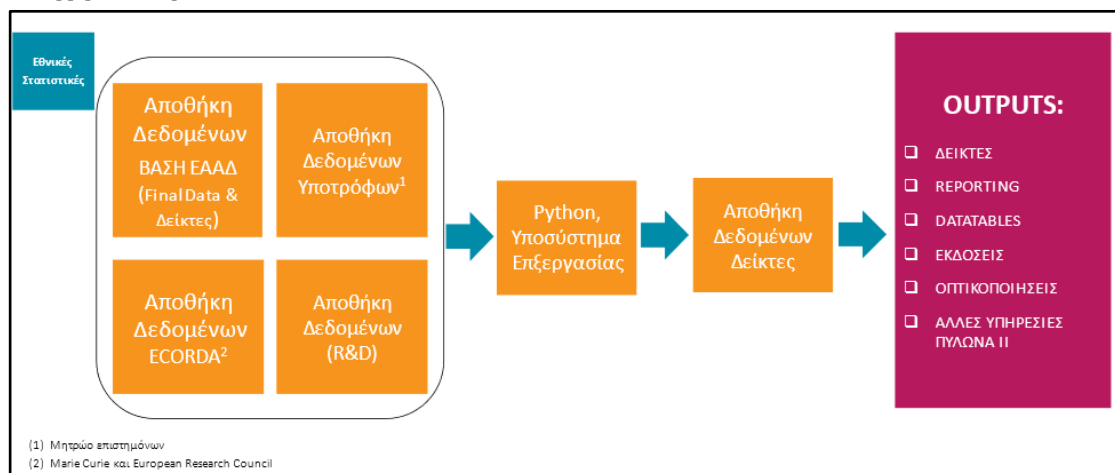 Εθνικές
Στατιστικές
Αποθήκη
Δεδομένων
ΒΑΣΗ ΕΑΑΔ
(Final Data &
Δείκτες)
Αποθήκη
Δεδομένων
Υποτρόφων1
Αποθήκη
Δεδομένων
ECORDA2
Αποθήκη
Δεδομένων
(R&D)
Python,
Υποσύστημα
Επξεργασίας
Αποθήκη
Δεδομένων
Δείκτες
OUTPUTS:
ΔΕΙΚΤΕΣ
REPORTING
DATATABLES
ΕΚΔΟΣΕΙΣ
ΟΠΤΙΚΟΠΟΙΗΣΕΙΣ
ΑΛΛΕΣ ΥΠΗΡΕΣΙΕΣ
ΠΥΛΩΝΑ ΙΙ
(1) Μητρώο επιστημόνων
(2) Marie Curie και European Research Council